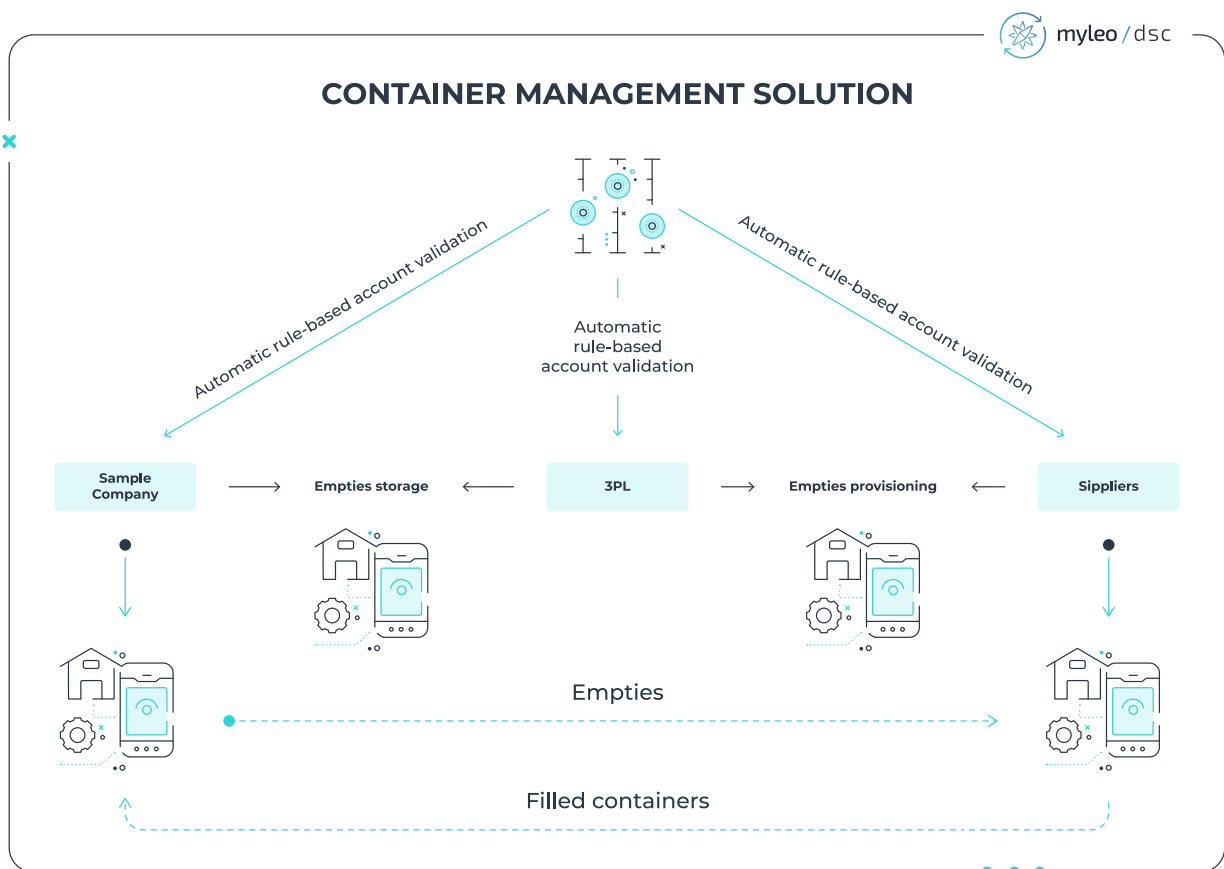 myleo / dsc
CONTAINER MANAGEMENT SOLUTION
Automatic rule-based account validation
Automatic
rule-based
account validation
Automatic rule-based account validation
Sample
Company
Empties storage
3PL
Empties provisioning
Sippliers
Empties
Filled containers